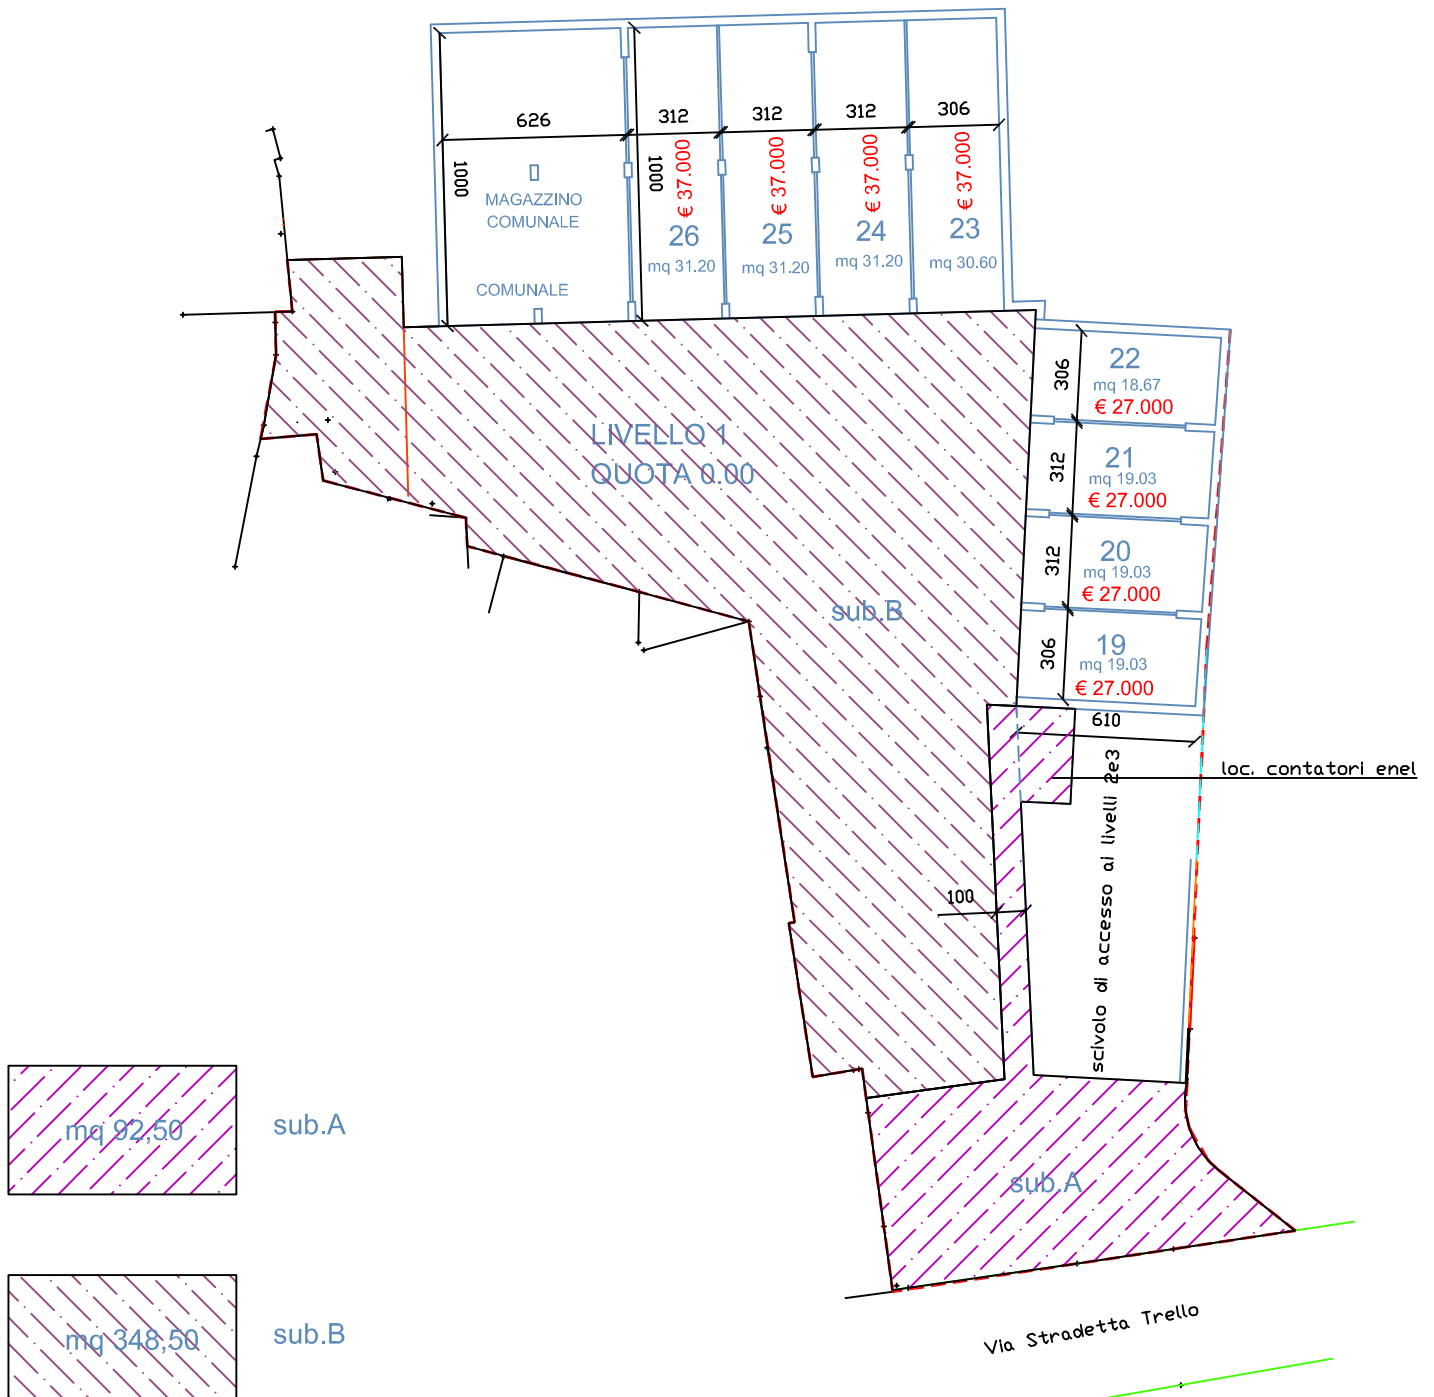 626
312
312
312
306
1000
1000
€ 37.000
€ 37.000
€ 37.000
€ 37.000
MAGAZZINO
COMUNALE
COMUNALE
26
mq 31.20
25
mq 31.20
24
mq 31.20
23
mq 30.60
306
22
mq 18.67
€ 27.000
312
21
mq 19.03
€ 27.000
312
20
mq 19.03
€ 27.000
306
19
mq 19.03
€ 27.000
LIVELLO 1
QUOTA 0.00
sub.B
610
loc. contatori enel
scivolo di accesso ai livelli 2e3
100
mq 92,50
sub.A
sub.A
mq 348,50
sub.B
Via Stradetta Trello